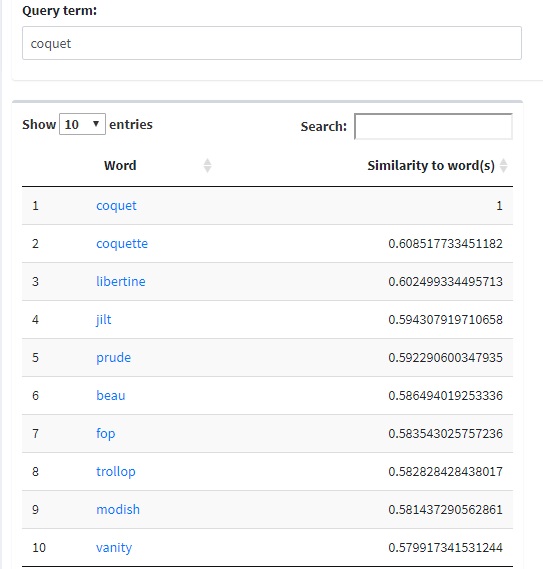 Query term:
coquet
Show 10 entries Search:
Word Similarity to word(s)
1 coquet 1
2 coquette 0.608517733451182
3 libertine 0.602499334495713
4 jilt 0.594307919710658
5 prude 0.592290600347935
6 beau 0.586494019253336
7 fop 0.583543025757236
8 trollop 0.582828428438017
9 modish 0.581437290562861
10 vanity 0.579917341531244